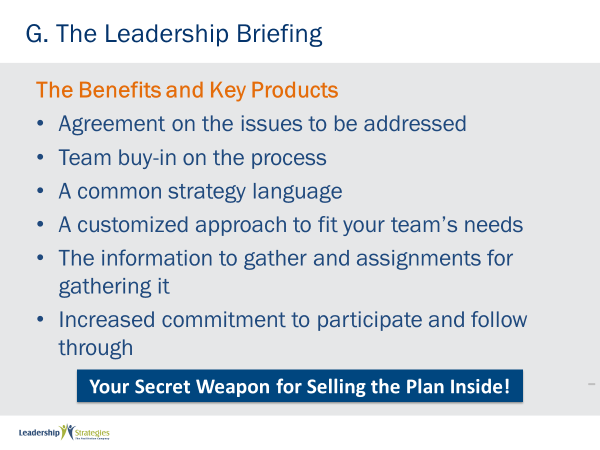 G. The Leadership Briefing
The Benefits and Key Products
• Agreement on the issues to be addressed
• Team buy-in on the process
• A common strategy language
• A customized approach to fit your team’s needs
• The information to gather and assignments for
gathering it
• Increased commitment to participate and follow
through
Your Secret Weapon for Selling the Plan Inside!
Leadership Strategies
The Facilitation Company